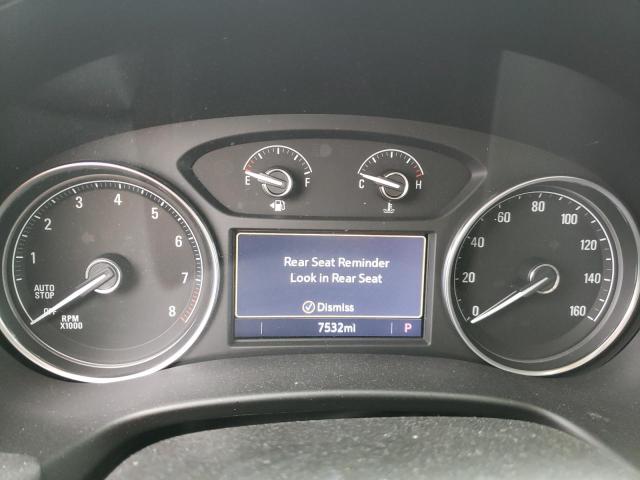 E F C H
1 2 3 4 5 6 7 8
AUTO
STOP
OFF
RPM
X1000
Rear Seat Reminder
Look in Rear Seat
Dismiss
7532mi P
0 20 40 60 80 100 120 140 160